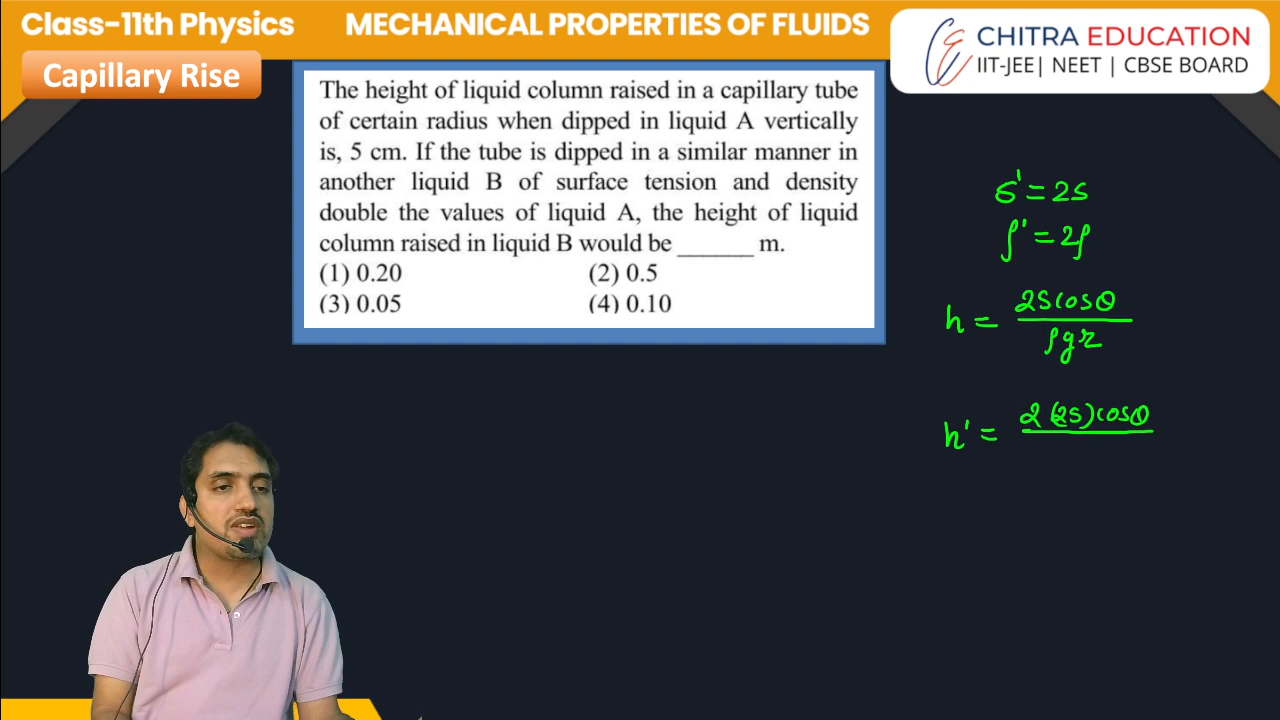 Class-11th Physics
MECHANICAL PROPERTIES OF FLUIDS
CHITRA EDUCATION
IIT-JEE| NEET | CBSE BOARD
Capillary Rise
The height of liquid column raised in a capillary tube
of certain radius when dipped in liquid A vertically
is, 5 cm. If the tube is dipped in a similar manner in
another liquid B of surface tension and density
double the values of liquid A, the height of liquid
column raised in liquid B would be ______ m.
(1) 0.20 (2) 0.5
(3) 0.05 (4) 0.10
S' = 2S
ρ' = 2ρ
h = 2Scosθ / ρgr
h' = 2(2S)cosθ